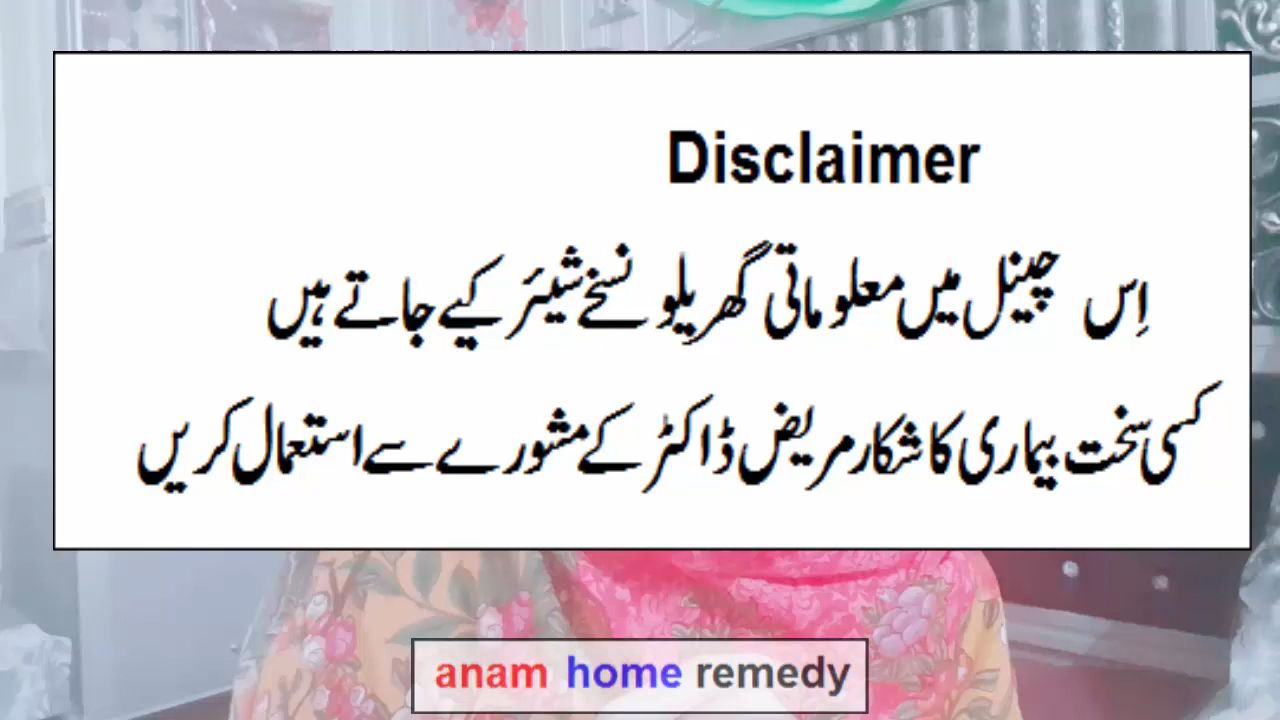 Disclaimer
اِس چینل میں معلوماتی گھریلو نسخے شیئر کیے جاتے ہیں
کسی سخت بیماری کا شکار مریض ڈاکٹر کے مشورے سے استعمال کریں
anam home remedy